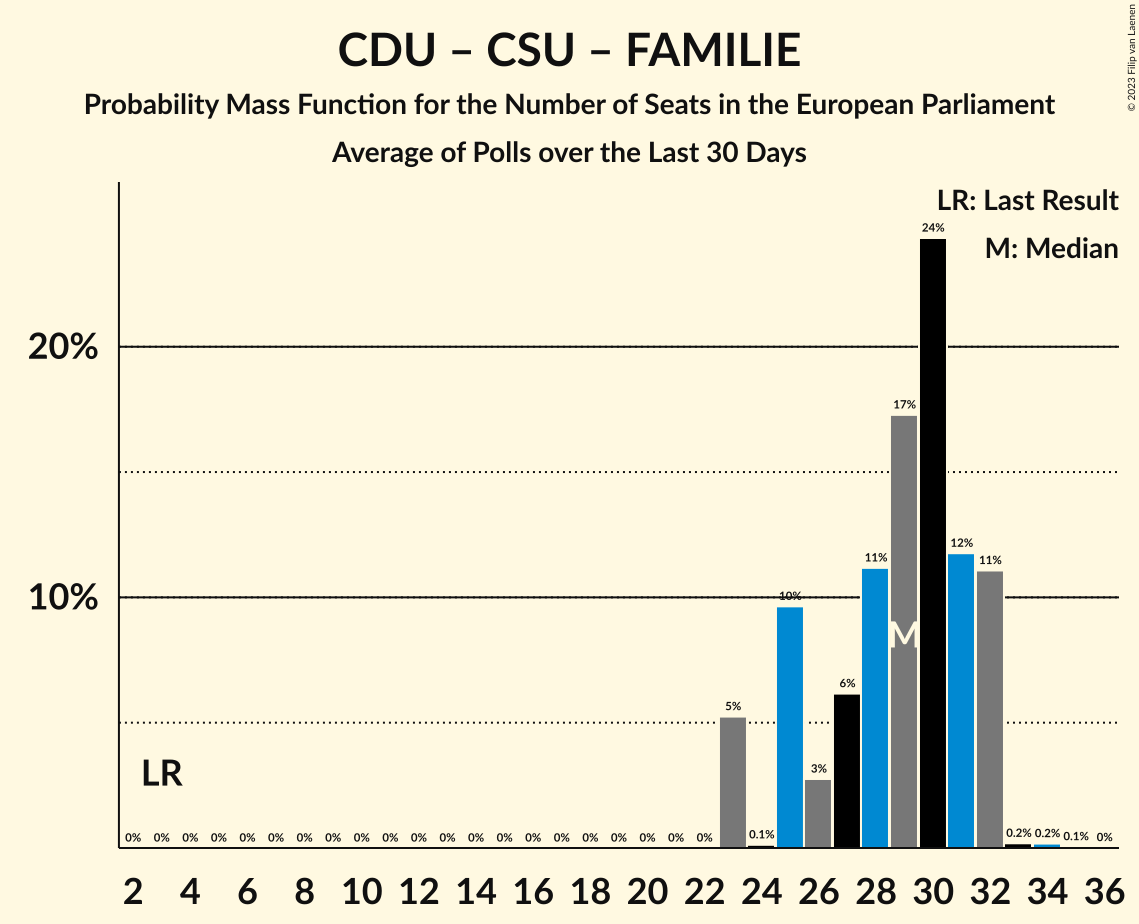 © 2023 Filip van Laenen
CDU – CSU – FAMILIE
Probability Mass Function for the Number of Seats in the European Parliament
Average of Polls over the Last 30 Days
LR: Last Result
M: Median
24%
20%
17%
12%
11%
11%
10%
10%
M
6%
5%
3%
LR
0% 0% 0% 0% 0% 0% 0% 0% 0% 0% 0% 0% 0% 0% 0% 0% 0% 0% 0% 0% 0% 0.1% 0.2% 0.2% 0.1% 0%
2 4 6 8 10 12 14 16 18 20 22 24 26 28 30 32 34 36